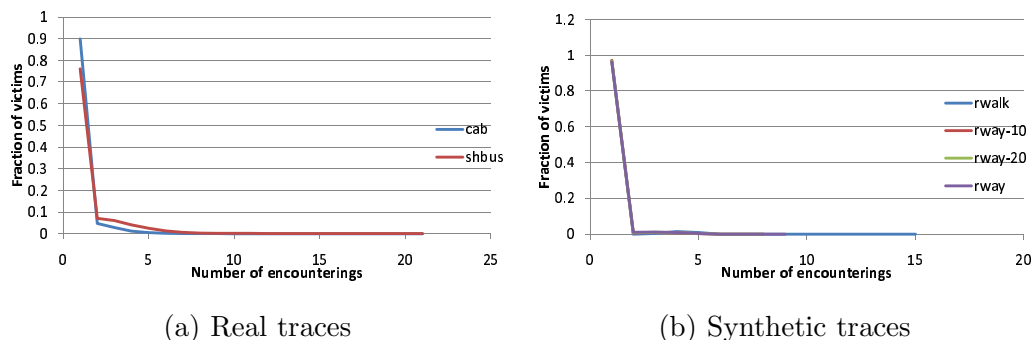 1
0.9
0.8
0.7
0.6
0.5
0.4
0.3
0.2
0.1
0
Fraction of victims
0 5 10 15 20 25
Number of encounterings
cab
shbus
(a) Real traces
1.2
1
0.8
0.6
0.4
0.2
0
Fraction of victims
0 5 10 15 20
Number of encounterings
rwalk
rway-10
rway-20
rway
(b) Synthetic traces